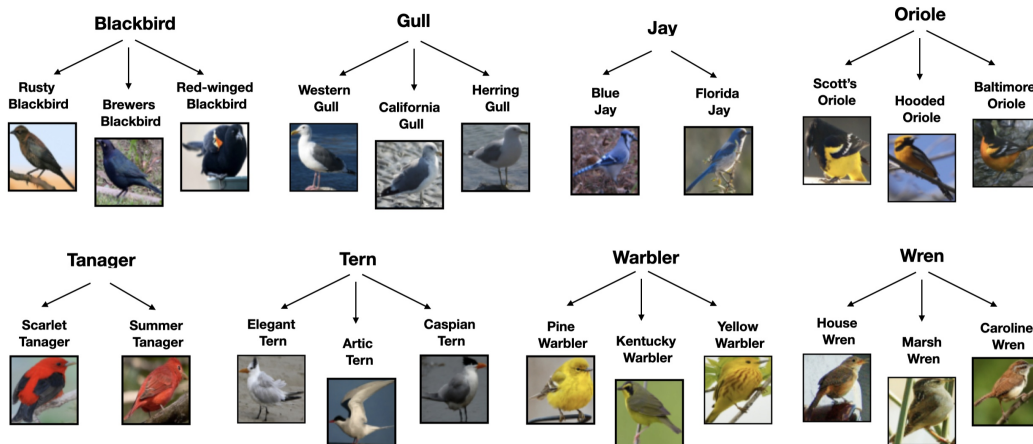 Blackbird
Rusty
Blackbird
Brewers
Blackbird
Red-winged
Blackbird
Gull
Western
Gull
California
Gull
Herring
Gull
Jay
Blue
Jay
Florida
Jay
Oriole
Scott's
Oriole
Hooded
Oriole
Baltimore
Oriole
Tanager
Scarlet
Tanager
Summer
Tanager
Tern
Elegant
Tern
Artic
Tern
Caspian
Tern
Warbler
Pine
Warbler
Kentucky
Warbler
Yellow
Warbler
Wren
House
Wren
Marsh
Wren
Caroline
Wren